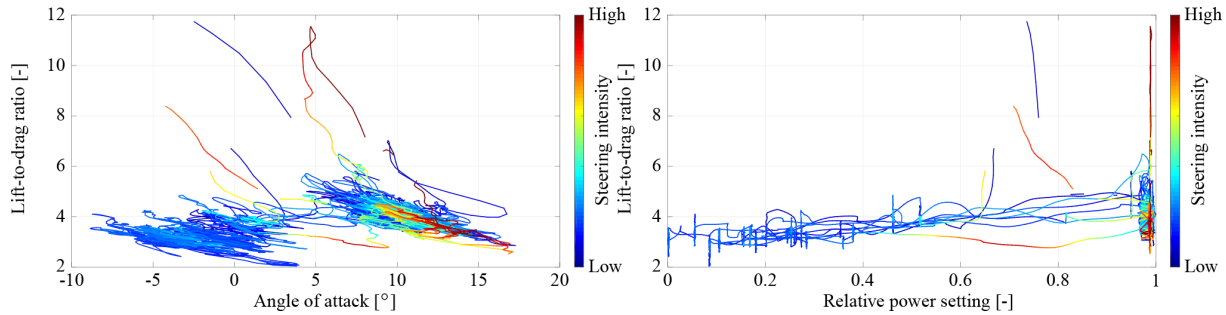 12
10
8
6
4
2
-10
-5
0
5
10
15
20
Lift-to-drag ratio [-]
Angle of attack [°]
High
Steering intensity
Low
12
10
8
6
4
2
0
0.2
0.4
0.6
0.8
1
Lift-to-drag ratio [-]
Relative power setting [-]
High
Steering intensity
Low